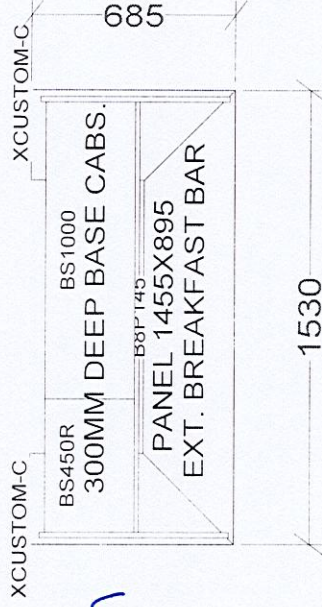 685
XCUSTOM-C
XCUSTOM-C
BS450R
BS1000
300MM DEEP BASE CABS.
PANEL 1455X895
EXT. BREAKFAST BAR
1530